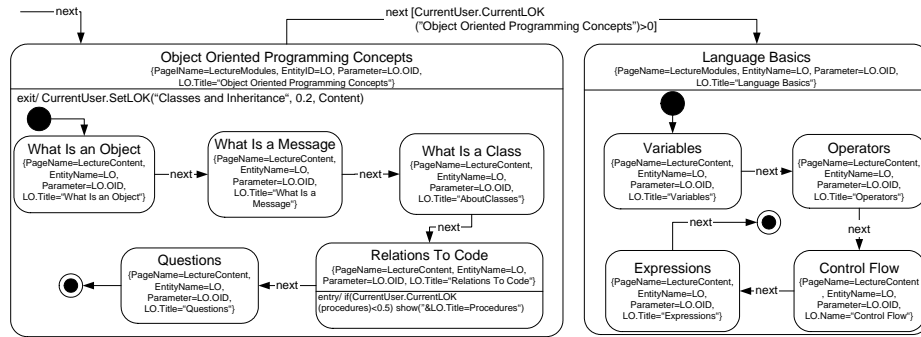 next
next [CurrentUser.CurrentLOK
("Object Oriented Programming Concepts")>0]
Object Oriented Programming Concepts
{PagelName=LectureModules, EntityID=LO, Parameter=LO.OID,
LO.Title="Object Oriented Programming Concepts"}
exit/ CurrentUser.SetLOK("Classes and Inheritance", 0.2, Content)
What Is an Object
{PageName=LectureContent,
EntityName=LO,
Parameter=LO.OID,
LO.Title="What Is an Object"}
next
What Is a Message
{PageName=LectureContent,
EntityName=LO,
Parameter=LO.OID,
LO.Title="What Is a
Message"}
next
What Is a Class
{PageName=LectureContent,
EntityName=LO,
Parameter=LO.OID,
LO.Title="AboutClasses"}
next
Relations To Code
{PageName=LectureContent, EntityName=LO,
Parameter=LO.OID, LO.Title="Relations To Code"}
entry/ if(CurrentUser.CurrentLOK
(procedures)<0.5) show("&LO.Title=Procedures")
next
Questions
{PageName=LectureContent,
EntityName=LO,
Parameter=LO.OID,
LO.Title="Questions"}
Language Basics
{PageName=LectureModules, EntityName=LO, Parameter=LO.OID,
LO.Title="Language Basics"}
Variables
{PageName=LectureContent,
EntityName=LO,
Parameter=LO.OID,
LO.Title="Variables"}
next
Operators
{PageName=LectureContent,
EntityName=LO,
Parameter=LO.OID,
LO.Title="Operators"}
next
Control Flow
{PageName=LectureContent
, EntityName=LO,
Parameter=LO.OID,
LO.Name="Control Flow"}
next
Expressions
{PageName=LectureContent,
EntityName=LO,
Parameter=LO.OID,
LO.Title="Expressions"}
next